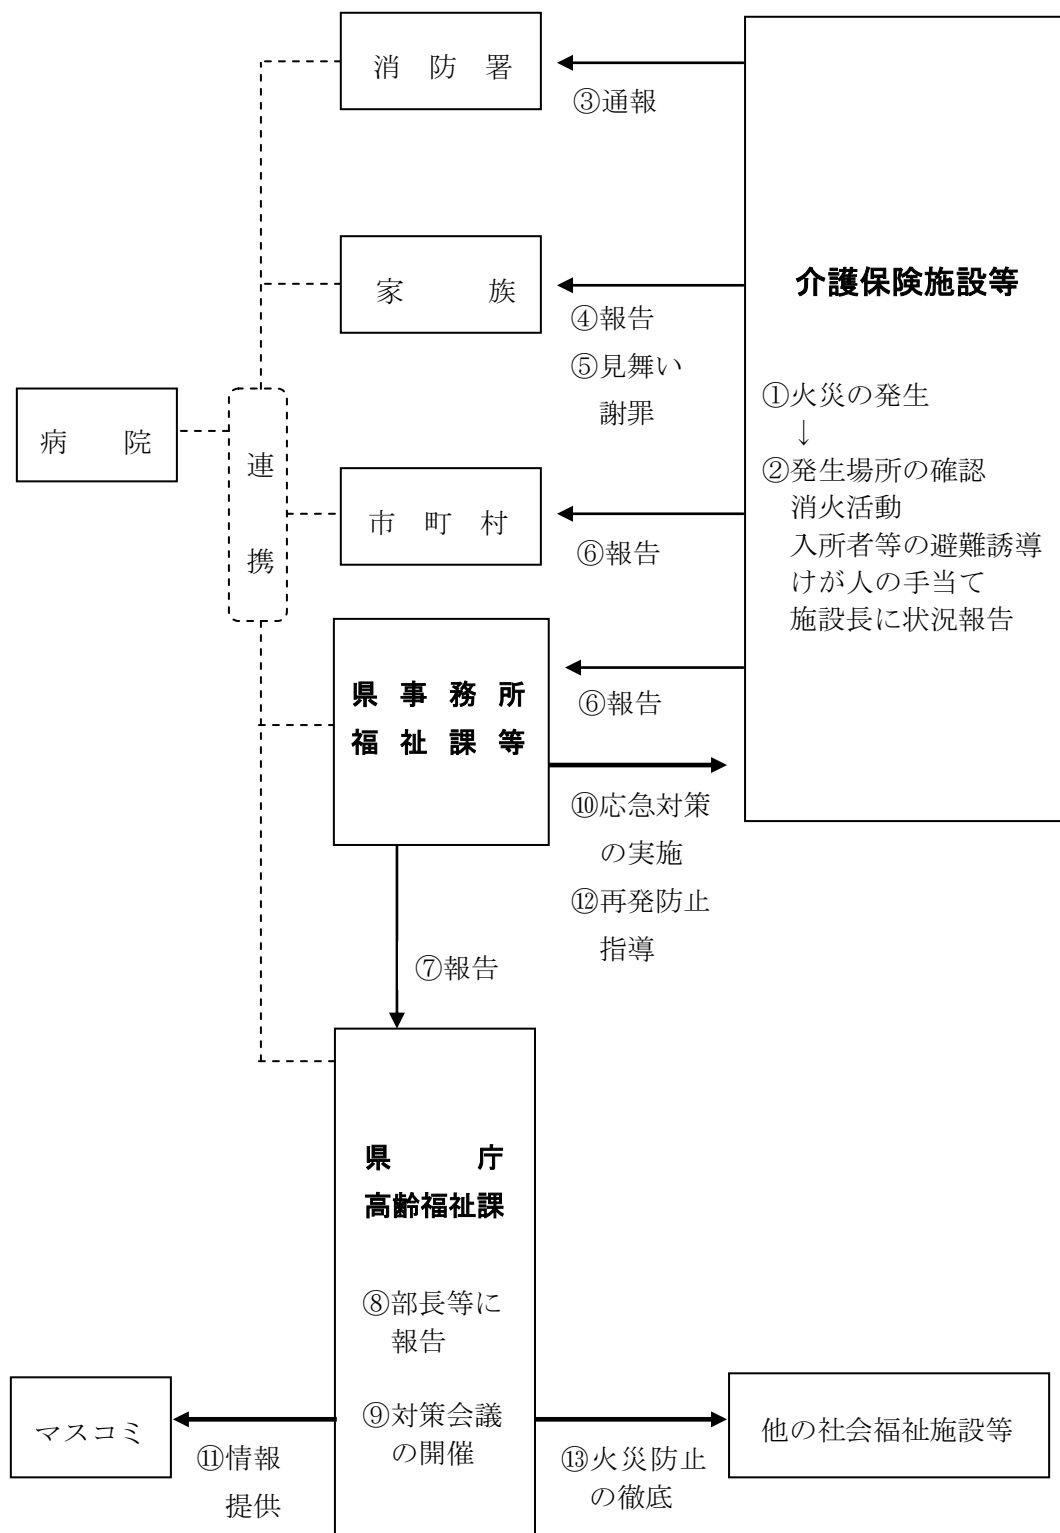 消　防　署
③通報
介護保険施設等
家　　　族
④報告
⑤見舞い
謝罪
①火災の発生
↓
②発生場所の確認
消火活動
入所者等の避難誘導
けが人の手当て
施設長に状況報告
病　　院
連
携
市　町　村
⑥報告
県　事　務　所
福　祉　課　等
⑥報告
⑩応急対策
の実施
⑫再発防止
指導
⑦報告
県　　　庁
高齢福祉課
⑧部長等に
報告
⑨対策会議
の開催
マスコミ
⑪情報
提供
⑬火災防止
の徹底
他の社会福祉施設等